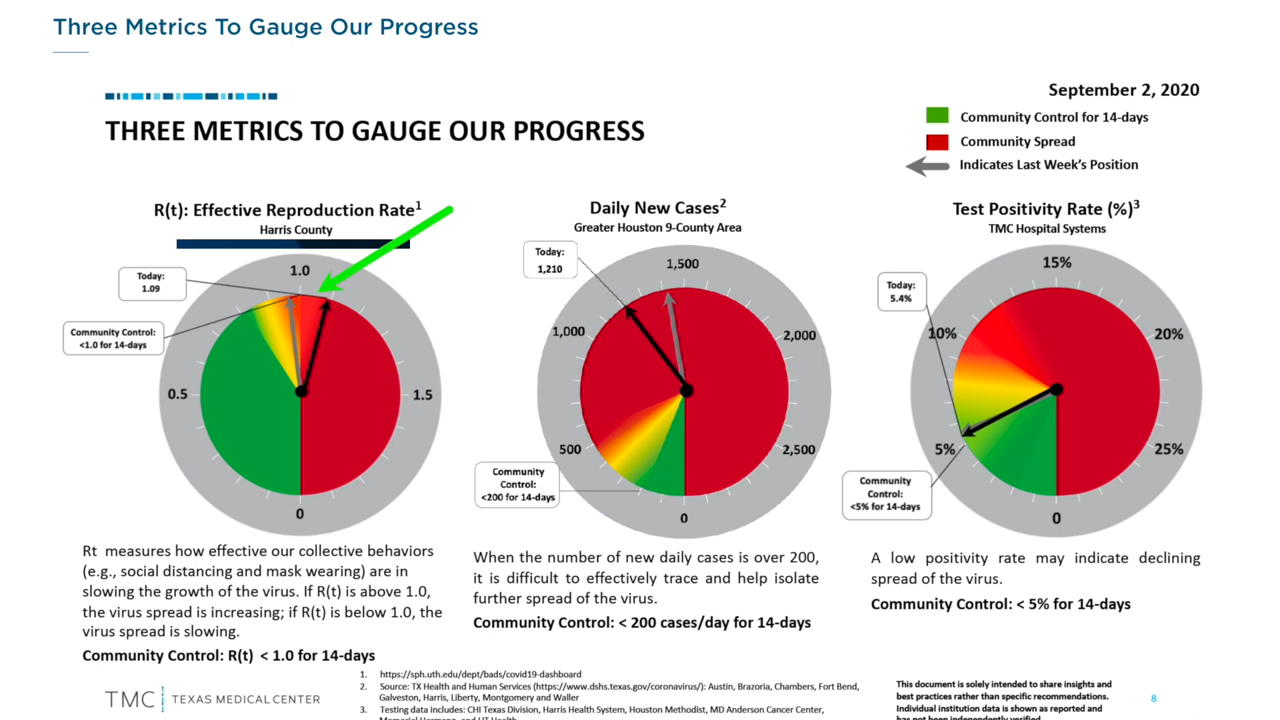 Three Metrics To Gauge Our Progress
September 2, 2020
THREE METRICS TO GAUGE OUR PROGRESS
Community Control for 14-days
Community Spread
Indicates Last Week's Position
R(t): Effective Reproduction Rate1
Harris County
Today:
1.09
Community Control:
<1.0 for 14-days
1.0
0.5
1.5
0
Rt measures how effective our collective behaviors
(e.g., social distancing and mask wearing) are in
slowing the growth of the virus. If R(t) is above 1.0,
the virus spread is increasing; if R(t) is below 1.0, the
virus spread is slowing.
Community Control: R(t) < 1.0 for 14-days
Daily New Cases2
Greater Houston 9-County Area
Today:
1,210
1,500
1,000
2,000
500
2,500
Community
Control:
<200 for 14-days
0
When the number of new daily cases is over 200,
it is difficult to effectively trace and help isolate
further spread of the virus.
Community Control: < 200 cases/day for 14-days
Test Positivity Rate (%)3
TMC Hospital Systems
15%
Today:
5.4%
10%
20%
5%
25%
Community
Control:
<5% for 14-days
0
A low positivity rate may indicate declining
spread of the virus.
Community Control: < 5% for 14-days
TMC TEXAS MEDICAL CENTER
1. https://sph.uth.edu/dept/bads/covid19-dashboard
2. Source: TX Health and Human Services (https://www.dshs.texas.gov/coronavirus/): Austin, Brazoria, Chambers, Fort Bend,
Galveston, Harris, Liberty, Montgomery and Waller
3. Testing data includes: CHI Texas Division, Harris Health System, Houston Methodist, MD Anderson Cancer Center,
Memorial Hermann, and UT Health
This document is solely intended to share insights and
best practices rather than specific recommendations.
Individual institution data is shown as reported and
has not been independently verified.
8